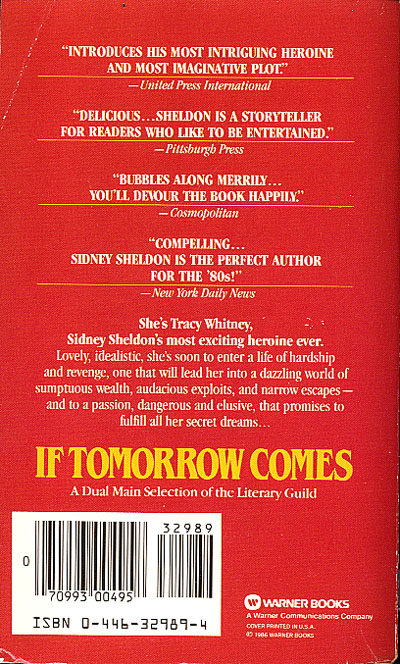 “INTRODUCES HIS MOST INTRIGUING HEROINE
AND MOST IMAGINATIVE PLOT.”
—United Press International
“DELICIOUS…SHELDON IS A STORYTELLER
FOR READERS WHO LIKE TO BE ENTERTAINED.”
—Pittsburgh Press
“BUBBLES ALONG MERRILY…
YOU’LL DEVOUR THE BOOK HAPPILY.”
—Cosmopolitan
“COMPELLING…
SIDNEY SHELDON IS THE PERFECT AUTHOR
FOR THE ’80s!”
—New York Daily News
She’s Tracy Whitney,
Sidney Sheldon’s most exciting heroine ever.
Lovely, idealistic, she’s soon to enter a life of hardship
and revenge, one that will lead her into a dazzling world of
sumptuous wealth, audacious exploits, and narrow escapes—
and to a passion, dangerous and elusive, that promises to
fulfill all her secret dreams…
IF TOMORROW COMES
A Dual Main Selection of the Literary Guild
32989
0
70993 00495
ISBN 0-446-32989-4
W WARNER BOOKS
A Warner Communications Company
COVER PRINTED IN U.S.A.
© 1986 WARNER BOOKS